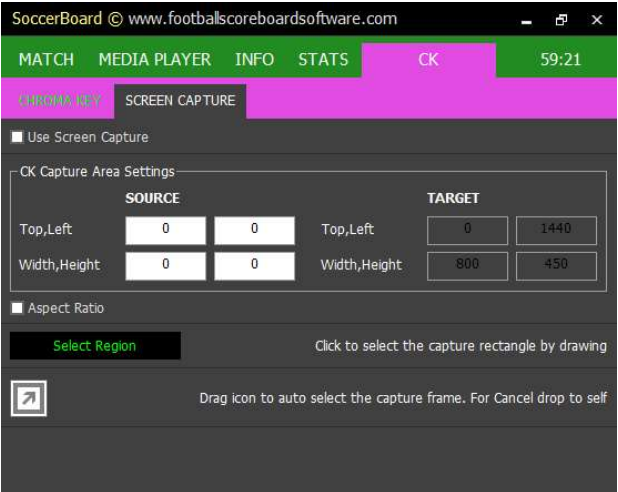 SoccerBoard © www.footballscoreboardsoftware.com
MATCH MEDIA PLAYER INFO STATS CK 59:21
CHROMA KEY SCREEN CAPTURE
Use Screen Capture
CK Capture Area Settings
SOURCE TARGET
Top,Left 0 0 Top,Left 0 1440
Width,Height 0 0 Width,Height 800 450
Aspect Ratio
Select Region Click to select the capture rectangle by drawing
Drag icon to auto select the capture frame. For Cancel drop to self